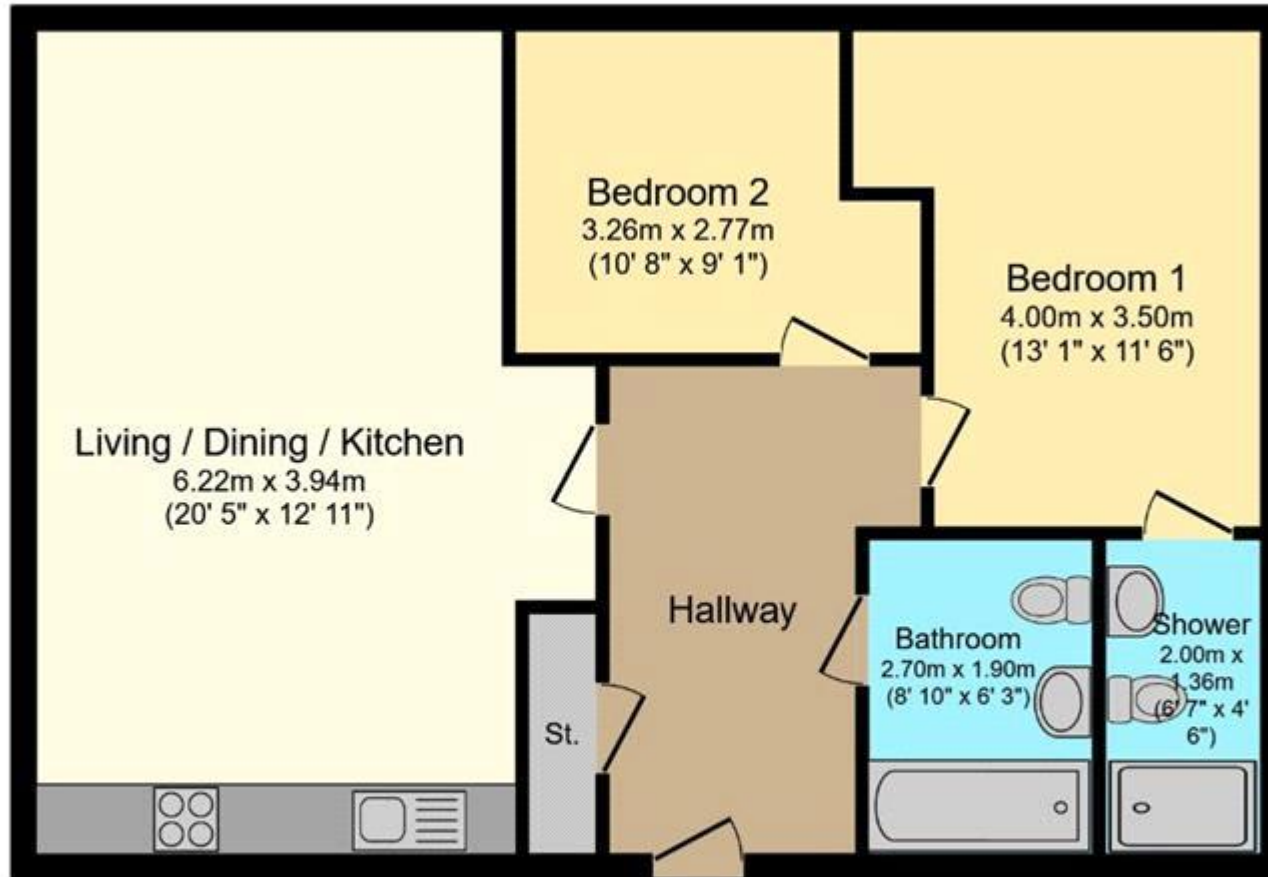 Bedroom 2
3.26m x 2.77m
(10' 8" x 9' 1")
Bedroom 1
4.00m x 3.50m
(13' 1" x 11' 6")
Living / Dining / Kitchen
6.22m x 3.94m
(20' 5" x 12' 11")
Hallway
St.
Bathroom
2.70m x 1.90m
(8' 10" x 6' 3")
Shower
2.00m x
1.36m
(6' 7" x 4'
6")